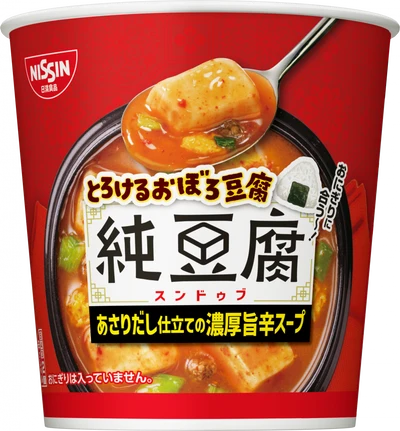 NISSIN
日清食品
とろけるおぼろ豆腐
おにぎりに合う〜!
純豆腐
スンドゥブ
あさりだし仕立ての濃厚旨辛スープ
おにぎりは入っていません。